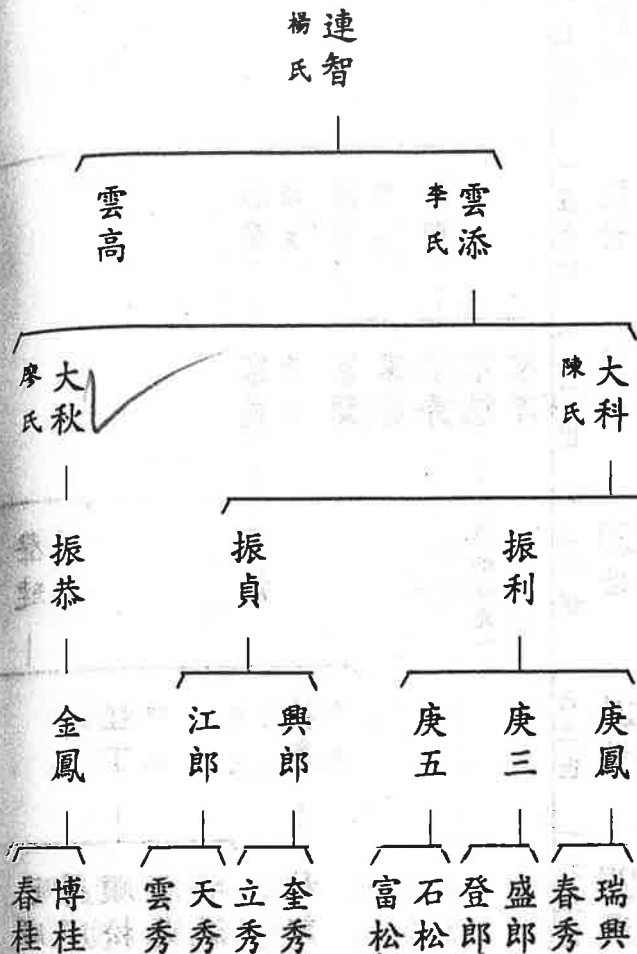 連智
楊氏
雲添
李氏
雲高
大科
陳氏
大秋
廖氏
振利
振貞
振恭
庚鳳
庚三
庚五
興郎
江郎
金鳳
瑞興
春秀
盛郎
登郎
石松
富松
奎秀
立秀
天秀
雲秀
博桂
春桂